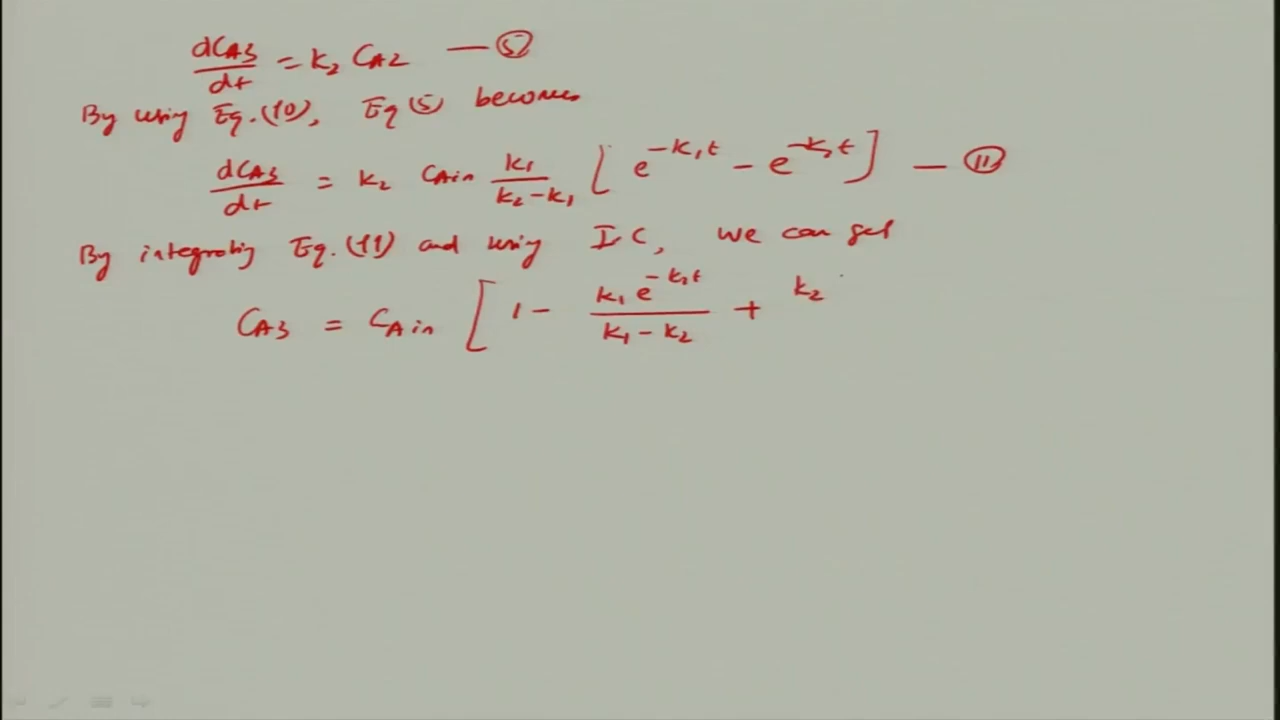 dCA3/dt = k2 CA2 — (5)
By using Eq.(10), Eq (5) becomes
dCA3/dt = k2 CAin k1/(k2-k1) [ e^-k1t - e^-k2t ] — (11)
By integrating Eq.(11) and using IC, we can get
CA3 = CAin [ 1 - k1 e^-k2t/(k1-k2) + k2